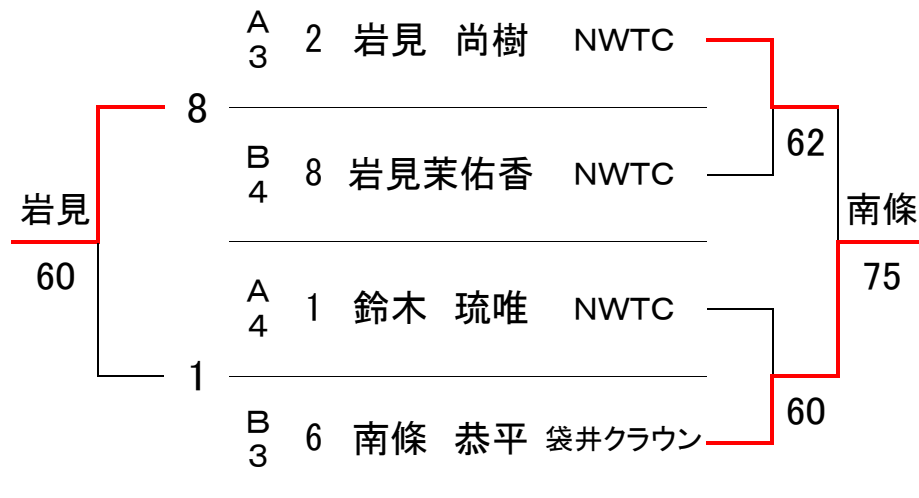 A
3
2 岩見 尚樹 NWTC
8
62
B
4
8 岩見茉佑香 NWTC
岩見
南條
60
75
A
4
1 鈴木 琉唯 NWTC
1
60
B
3
6 南條 恭平 袋井クラウン